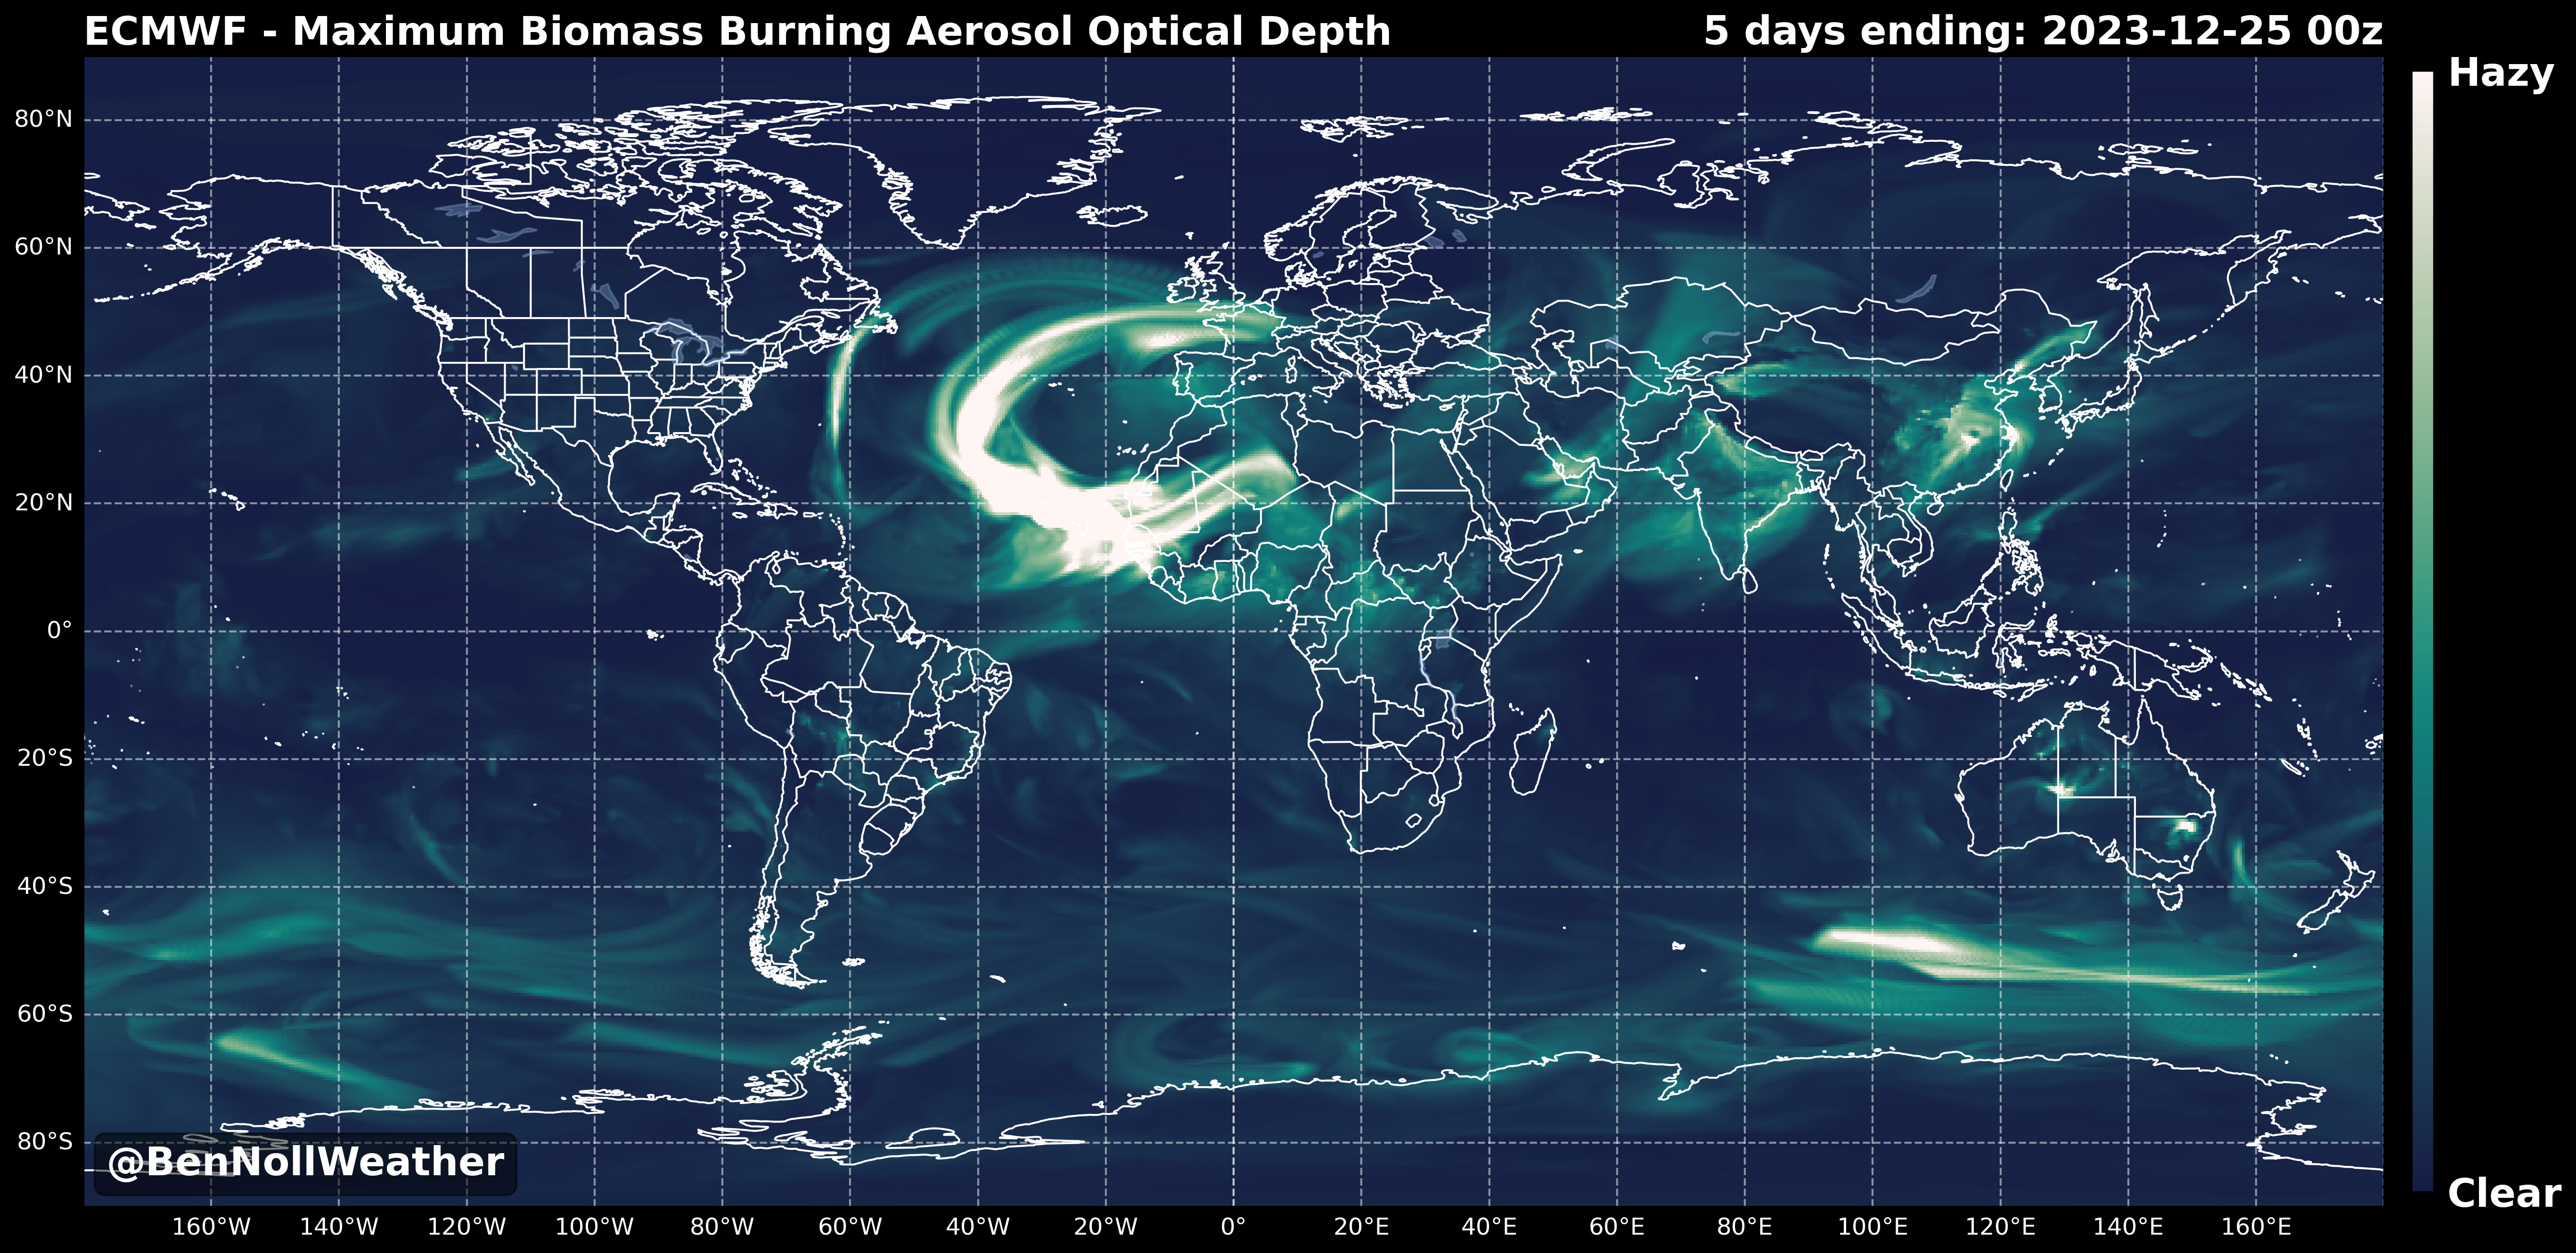 ECMWF - Maximum Biomass Burning Aerosol Optical Depth
5 days ending: 2023-12-25 00z
Hazy
80°N
60°N
40°N
20°N
0°
20°S
40°S
60°S
80°S
@BenNollWeather
Clear
160°W 140°W 120°W 100°W 80°W 60°W 40°W 20°W 0° 20°E 40°E 60°E 80°E 100°E 120°E 140°E 160°E